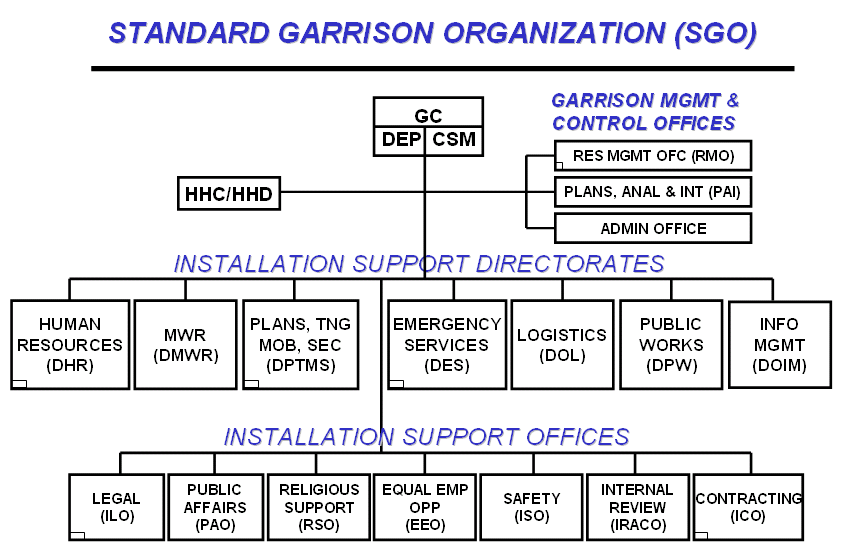 STANDARD GARRISON ORGANIZATION (SGO)
GC
DEP CSM
GARRISON MGMT &
CONTROL OFFICES
RES MGMT OFC (RMO)
HHC/HHD
PLANS, ANAL & INT (PAI)
ADMIN OFFICE
INSTALLATION SUPPORT DIRECTORATES
HUMAN
RESOURCES
(DHR)
MWR
(DMWR)
PLANS, TNG
MOB, SEC
(DPTMS)
EMERGENCY
SERVICES
(DES)
LOGISTICS
(DOL)
PUBLIC
WORKS
(DPW)
INFO
MGMT
(DOIM)
INSTALLATION SUPPORT OFFICES
LEGAL
(ILO)
PUBLIC
AFFAIRS
(PAO)
RELIGIOUS
SUPPORT
(RSO)
EQUAL EMP
OPP
(EEO)
SAFETY
(ISO)
INTERNAL
REVIEW
(IRACO)
CONTRACTING
(ICO)